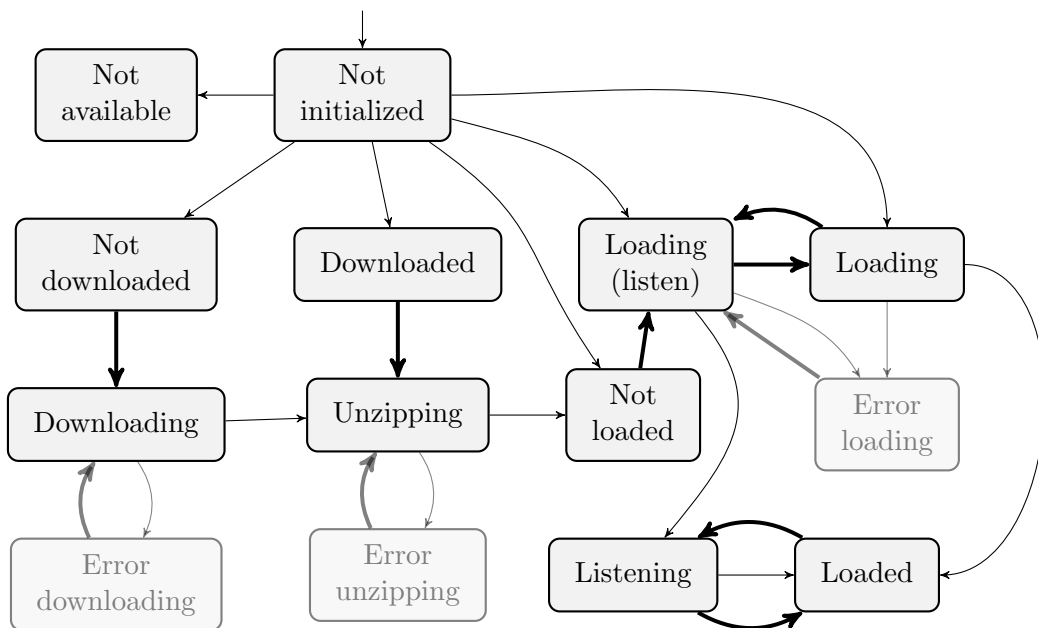 Not
available
Not
initialized
Not
downloaded
Downloaded
Loading
(listen)
Loading
Downloading
Unzipping
Not
loaded
Error
loading
Error
downloading
Error
unzipping
Listening
Loaded